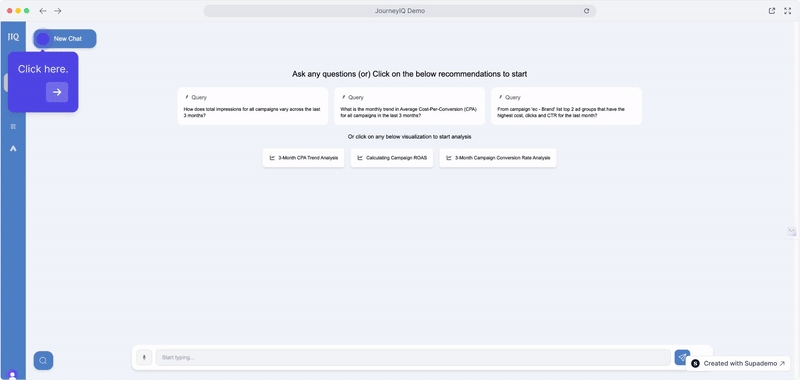 JourneyIQ Demo
JIQ
New Chat
Click here.
Ask any questions (or) Click on the below recommendations to start
Query
How does total impressions for all campaigns vary across the last
3 months?
Query
What is the monthly trend in Average Cost-Per-Conversion (CPA)
for all campaigns in the last 3 months?
Query
From campaign 'ec - Brand' list top 2 ad groups that have the
highest cost, clicks and CTR for the last month?
Or click on any below visualization to start analysis
3-Month CPA Trend Analysis
Calculating Campaign ROAS
3-Month Campaign Conversion Rate Analysis
Start typing...
Created with Supademo